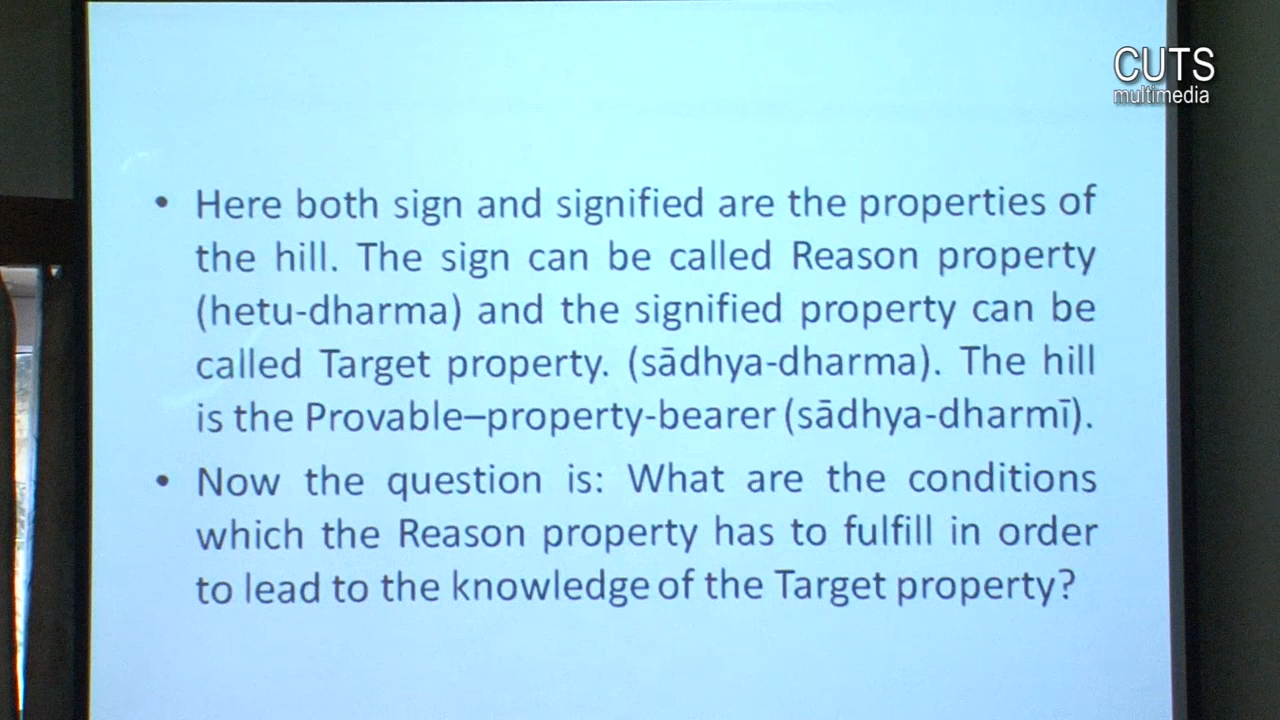 CUTS
multimedia
• Here both sign and signified are the properties of
the hill. The sign can be called Reason property
(hetu-dharma) and the signified property can be
called Target property. (sādhya-dharma). The hill
is the Provable–property-bearer (sādhya-dharmī).
• Now the question is: What are the conditions
which the Reason property has to fulfill in order
to lead to the knowledge of the Target property?